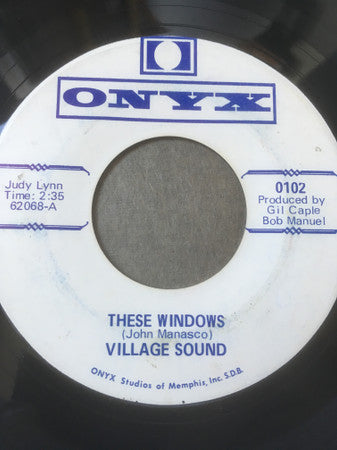 ONYX
Judy Lynn
Time: 2:35
62068-A
0102
Produced by
Gil Caple
Bob Manuel
THESE WINDOWS
(John Manasco)
VILLAGE SOUND
ONYX Studios of Memphis, Inc. S.D.B.